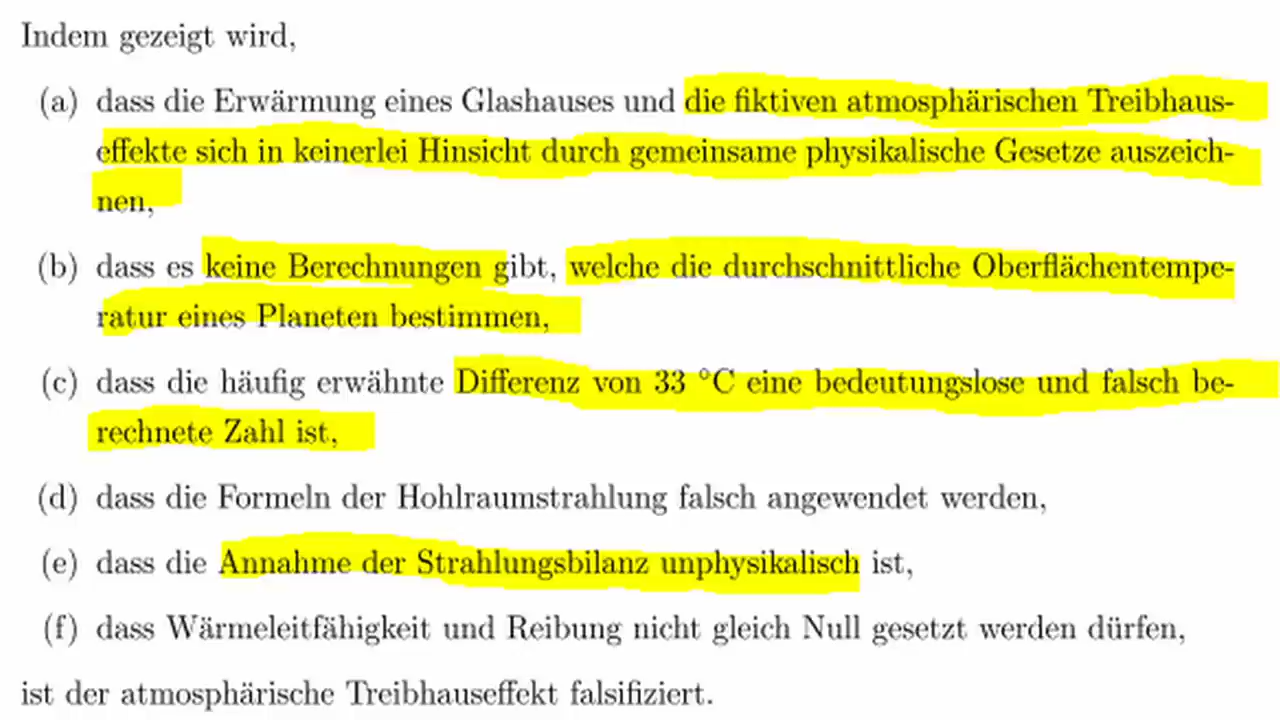 Indem gezeigt wird,
(a) dass die Erwärmung eines Glashauses und die fiktiven atmosphärischen Treibhaus-
effekte sich in keinerlei Hinsicht durch gemeinsame physikalische Gesetze auszeich-
nen,
(b) dass es keine Berechnungen gibt, welche die durchschnittliche Oberflächentempe-
ratur eines Planeten bestimmen,
(c) dass die häufig erwähnte Differenz von 33 °C eine bedeutungslose und falsch be-
rechnete Zahl ist,
(d) dass die Formeln der Hohlraumstrahlung falsch angewendet werden,
(e) dass die Annahme der Strahlungsbilanz unphysikalisch ist,
(f) dass Wärmeleitfähigkeit und Reibung nicht gleich Null gesetzt werden dürfen,
ist der atmosphärische Treibhauseffekt falsifiziert.